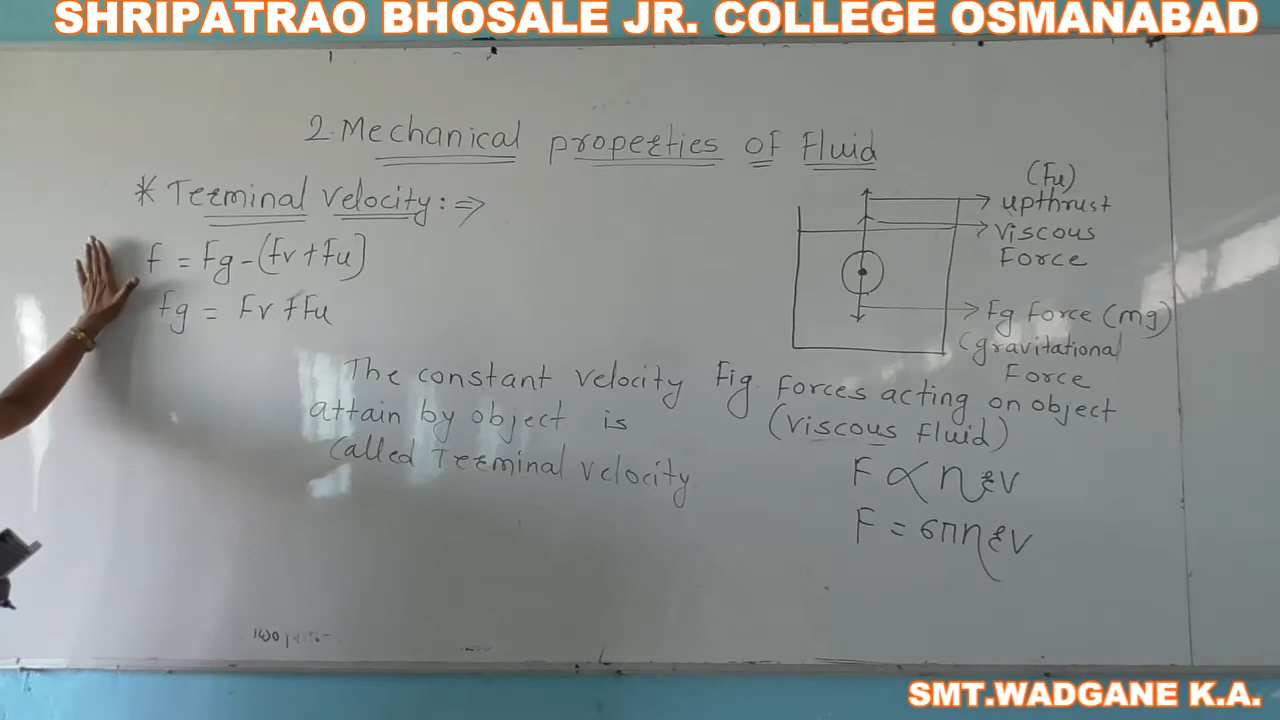 SHRIPATRAO BHOSALE JR. COLLEGE OSMANABAD
2. Mechanical properties of Fluid
* Terminal velocity :⇒
F = Fg - (Fv + Fu)
Fg = Fv + Fu
(Fu)
upthrust
viscous
Force
Fg Force (mg)
(gravitational
Force
The constant velocity
attain by object is
called Terminal velocity
Fig. Forces acting on object
(viscous fluid)
F ∝ ηrv
F = 6πηrv
SMT.WADGANE K.A.